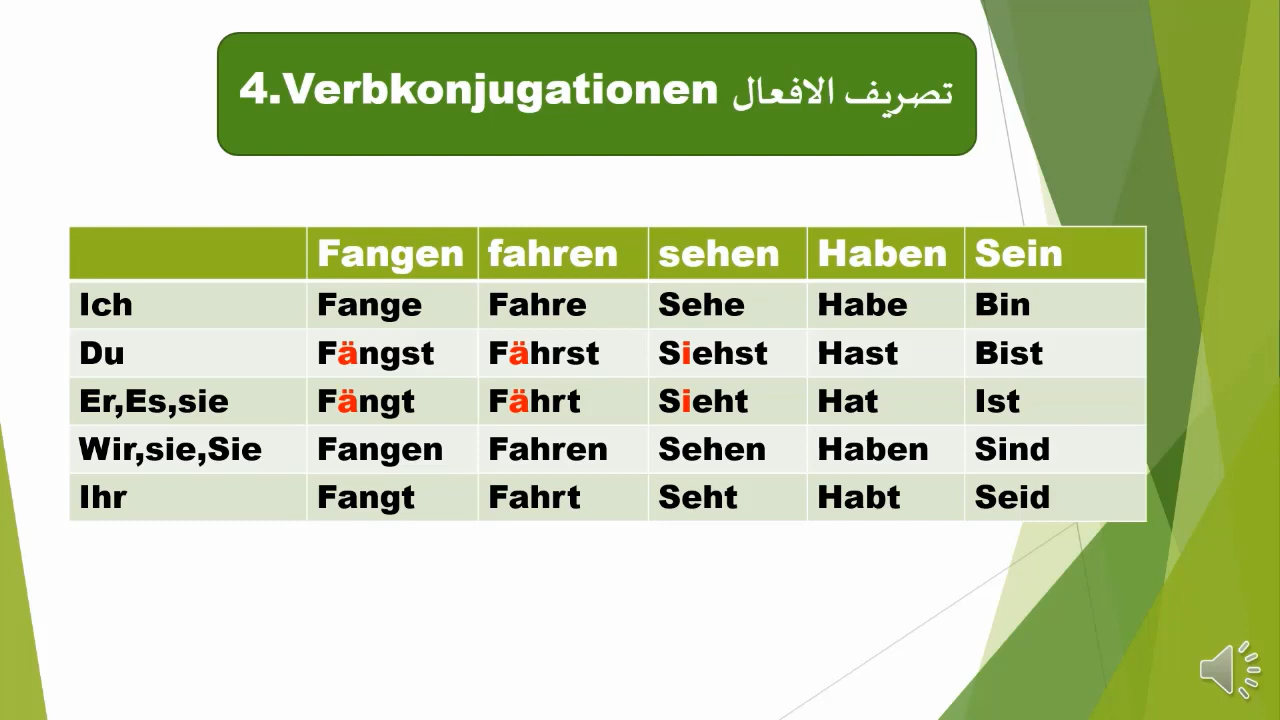 4.Verbkonjugationen تصريف الافعال
Fangen fahren sehen Haben Sein
Ich Fange Fahre Sehe Habe Bin
Du Fängst Fährst Siehst Hast Bist
Er,Es,sie Fängt Fährt Sieht Hat Ist
Wir,sie,Sie Fangen Fahren Sehen Haben Sind
Ihr Fangt Fahrt Seht Habt Seid